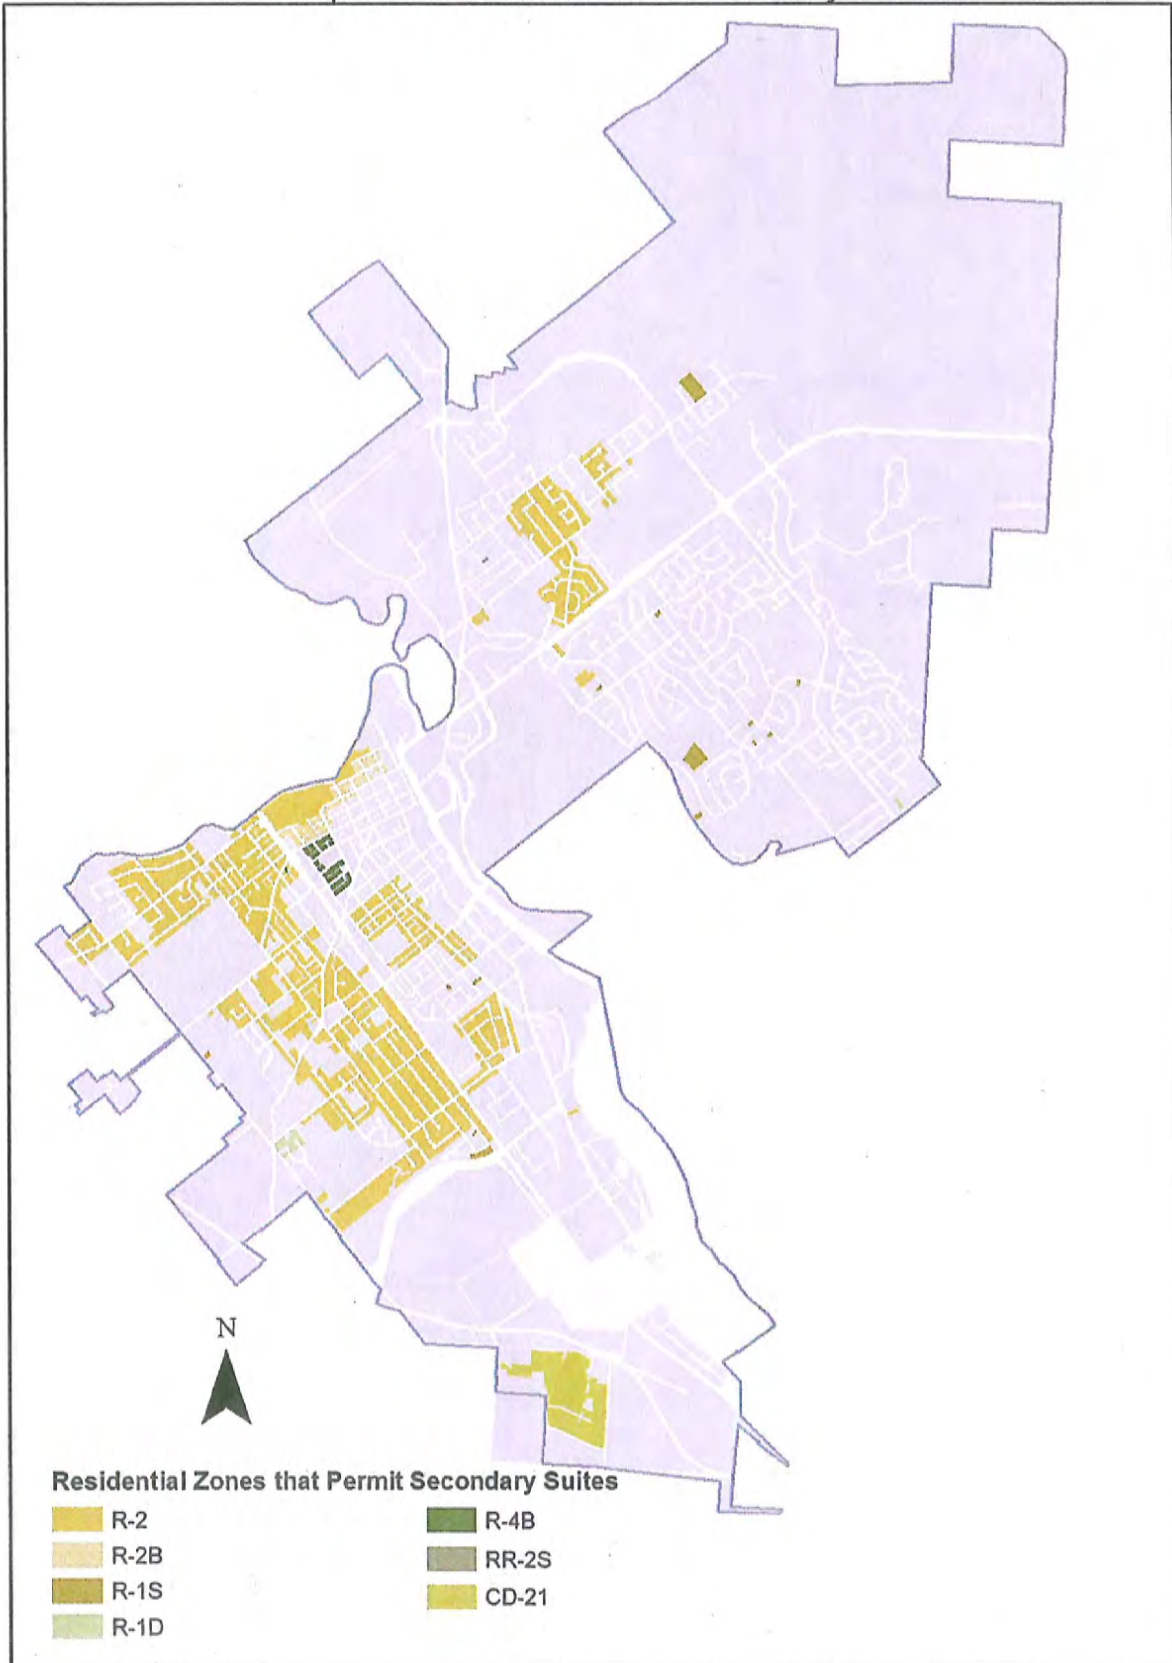 N
Residential Zones that Permit Secondary Suites
R-2
R-2B
R-1S
R-1D
R-4B
RR-2S
CD-21